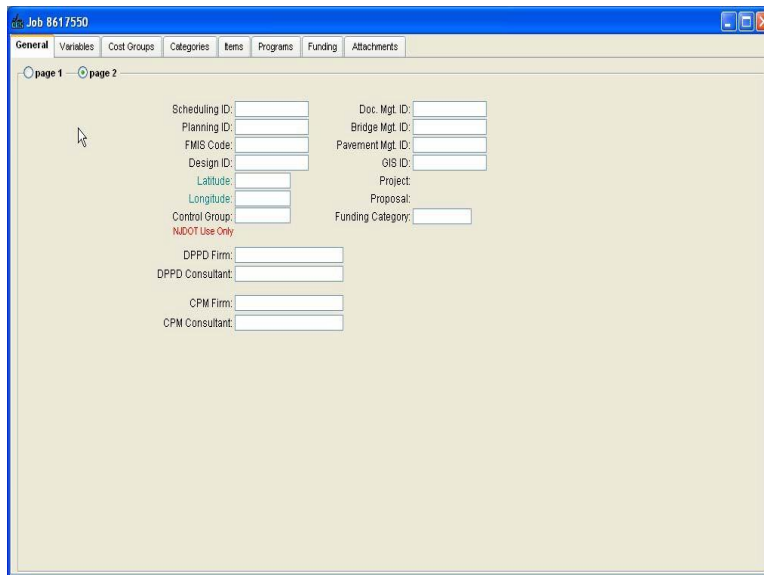 Job 8617550
General Variables Cost Groups Categories Items Programs Funding Attachments
page 1 page 2
Scheduling ID: Doc. Mgt. ID:
Planning ID: Bridge Mgt. ID:
FMIS Code: Pavement Mgt. ID:
Design ID: GIS ID:
Latitude: Project:
Longitude: Proposal:
Control Group: Funding Category:
NJDOT Use Only
DPPD Firm:
DPPD Consultant:
CPM Firm:
CPM Consultant: